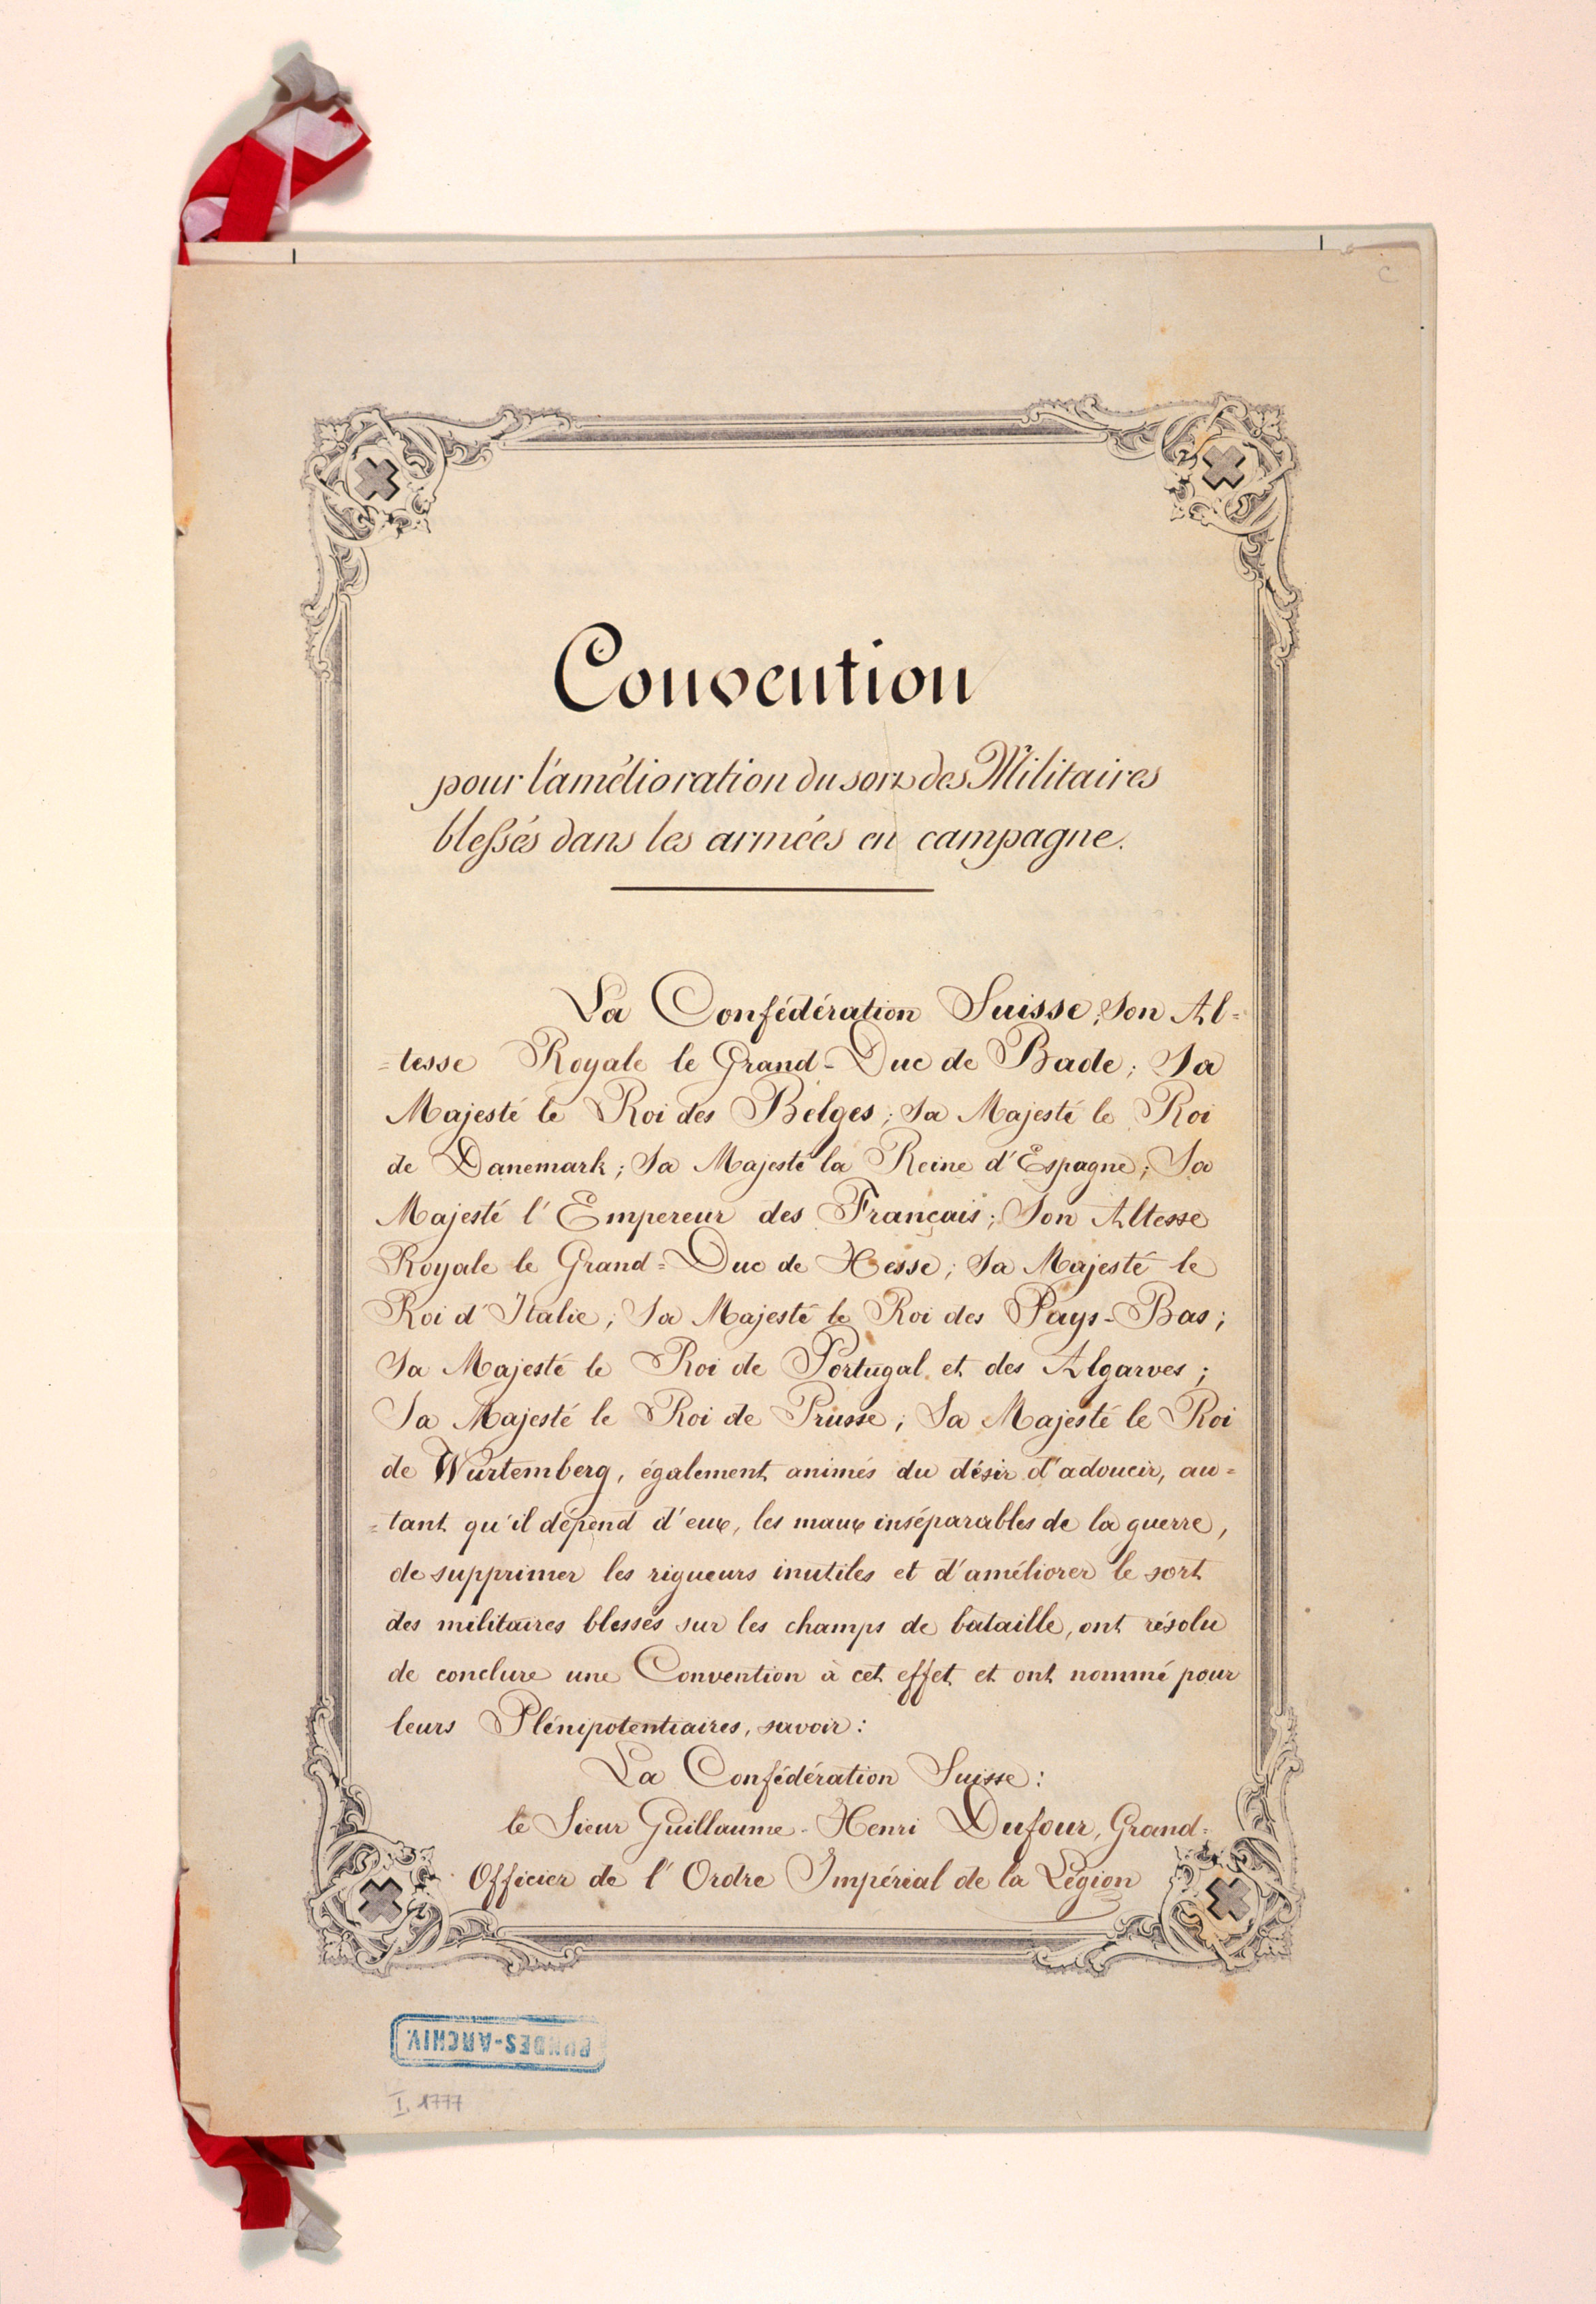 C
Convention
pour l'amélioration du sort des Militaires
blessés dans les armées en campagne.
La Confédération Suisse; Son Al=
=tesse Royale le Grand-Duc de Bade; Sa
Majesté le Roi des Belges; Sa Majesté le Roi
de Danemark; Sa Majesté la Reine d'Espagne; Sa
Majesté l'Empereur des Français; Son Altesse
Royale le Grand=Duc de Hesse; Sa Majesté le
Roi d'Italie; Sa Majesté le Roi des Pays-Bas;
Sa Majesté le Roi de Portugal et des Algarves;
Sa Majesté le Roi de Prusse; Sa Majesté le Roi
de Würtemberg, également animés du désir d'adoucir, au=
=tant qu'il dépend d'eux, les maux inséparables de la guerre,
de supprimer les rigueurs inutiles et d'améliorer le sort
des militaires blessés sur les champs de bataille, ont résolu
de conclure une Convention à cet effet et ont nommé pour
leurs Plénipotentiaires, savoir:
La Confédération Suisse:
le Sieur Guillaume-Henri Dufour, Grand-
Officier de l'Ordre Impérial de la Légion
BUNDES-ARCHIV.
I, 1777